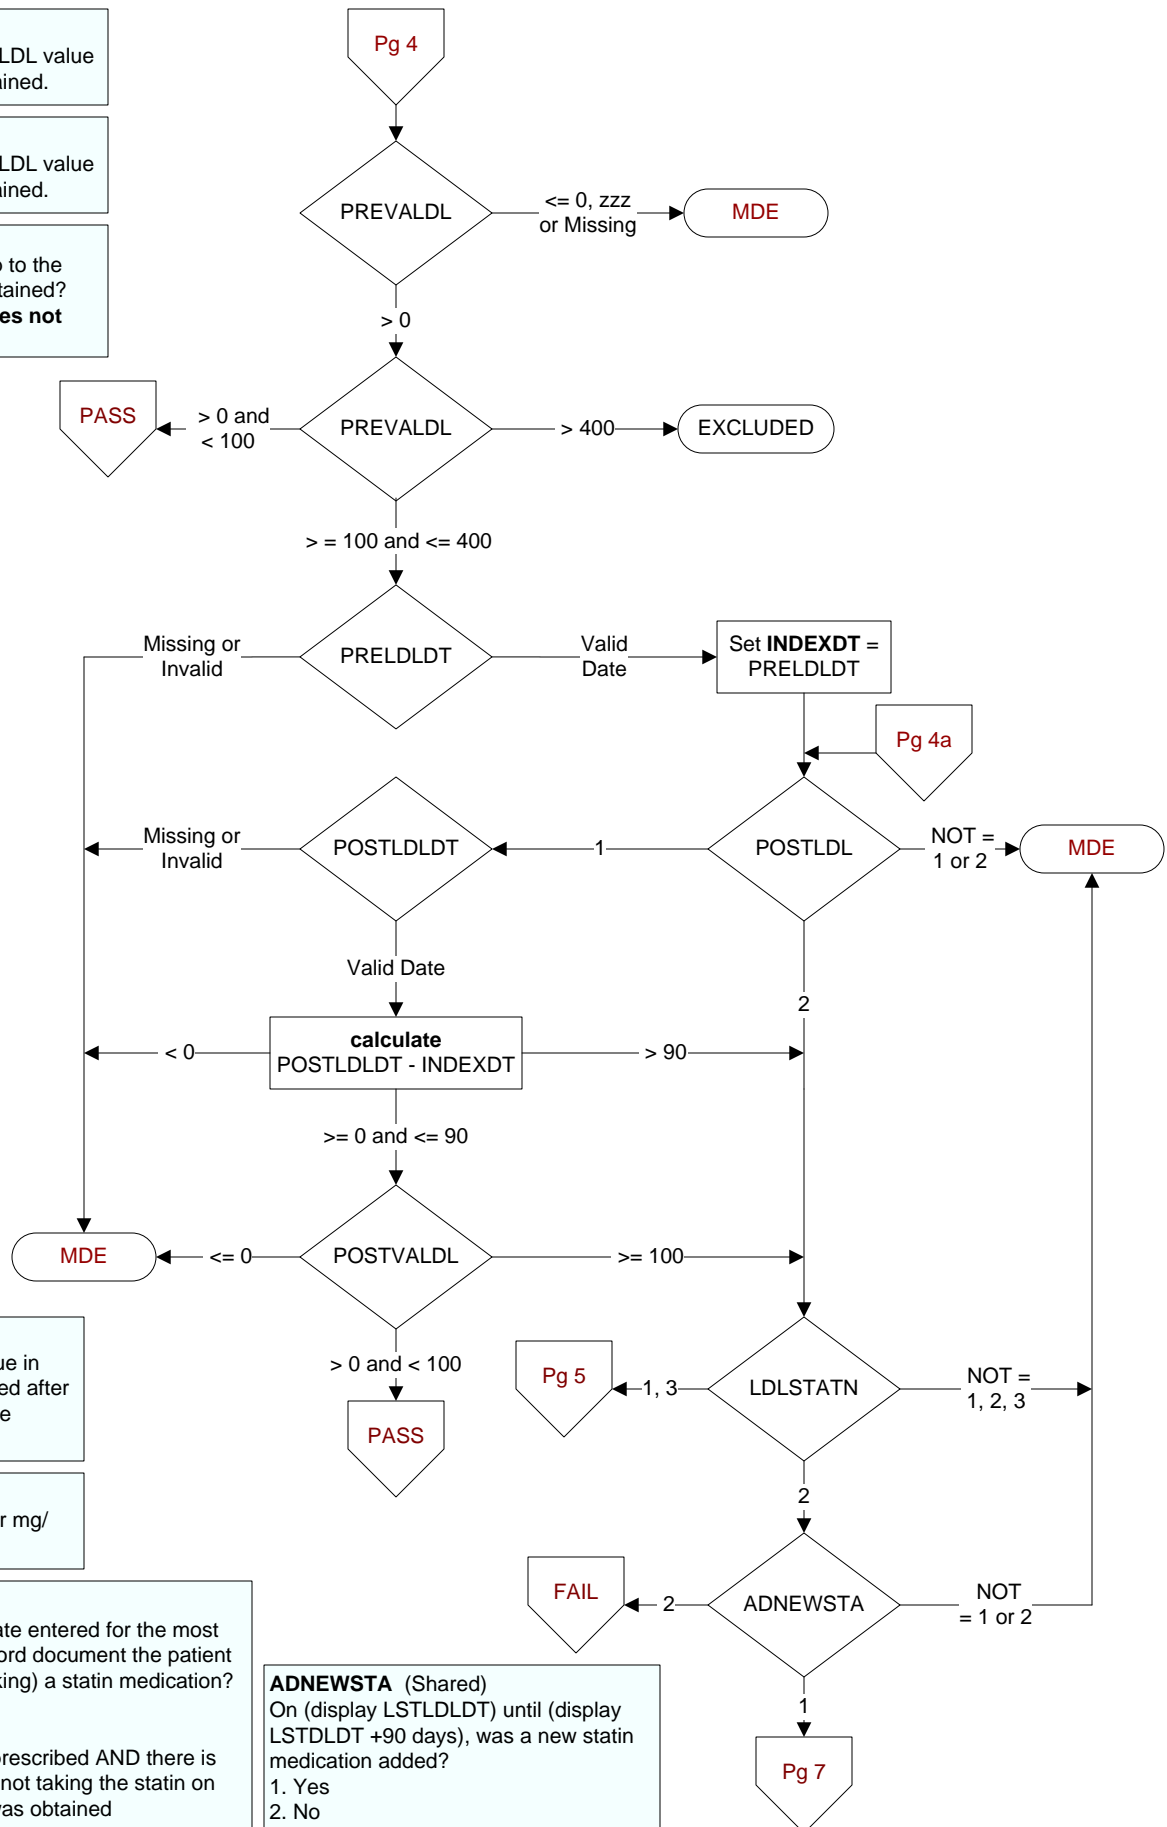 LDL value
ained.
Pg 4
LDL value
ained.
PREVALDL
<= 0, zzz
or Missing
MDE
o to the
tained?
es not
> 0
PASS
> 0 and
< 100
PREVALDL
> 400
EXCLUDED
> = 100 and <= 400
Missing or
Invalid
PRELDLDT
Valid
Date
Set INDEXDT =
PRELDLDT
Pg 4a
Missing or
Invalid
POSTLDLDT
1
POSTLDL
NOT =
1 or 2
MDE
Valid Date
2
< 0
calculate
POSTLDLDT - INDEXDT
> 90
>= 0 and <= 90
MDE
<= 0
POSTVALDL
>= 100
ue in
ed after
e
> 0 and < 100
PASS
Pg 5
1, 3
LDLSTATN
NOT =
1, 2, 3
2
r mg/
FAIL
2
ADNEWSTA
NOT
= 1 or 2
ate entered for the most
ord document the patient
king) a statin medication?
prescribed AND there is
not taking the statin on
was obtained
ADNEWSTA (Shared)
On (display LSTLDLDT) until (display
LSTDLDT +90 days), was a new statin
medication added?
1. Yes
2. No
1
Pg 7